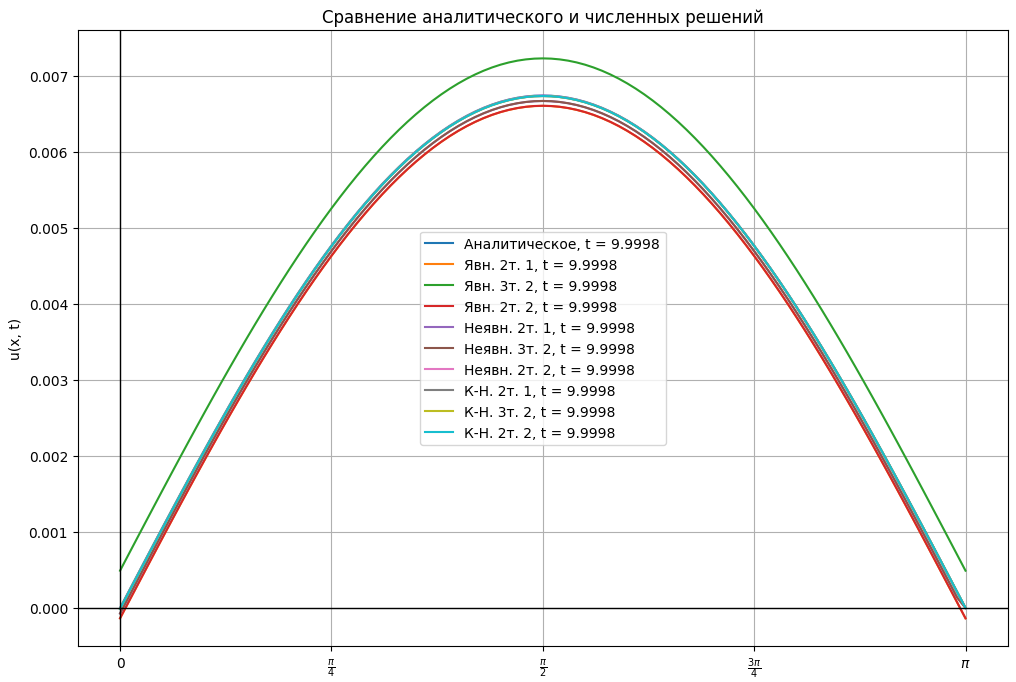 Сравнение аналитического и численных решений
0.007
0.006
0.005
0.004
0.003
0.002
0.001
0.000
u(x, t)
Аналитическое, t = 9.9998
Явн. 2т. 1, t = 9.9998
Явн. 3т. 2, t = 9.9998
Явн. 2т. 2, t = 9.9998
Неявн. 2т. 1, t = 9.9998
Неявн. 3т. 2, t = 9.9998
Неявн. 2т. 2, t = 9.9998
К-Н. 2т. 1, t = 9.9998
К-Н. 3т. 2, t = 9.9998
К-Н. 2т. 2, t = 9.9998
0 π/4 π/2 3π/4 π